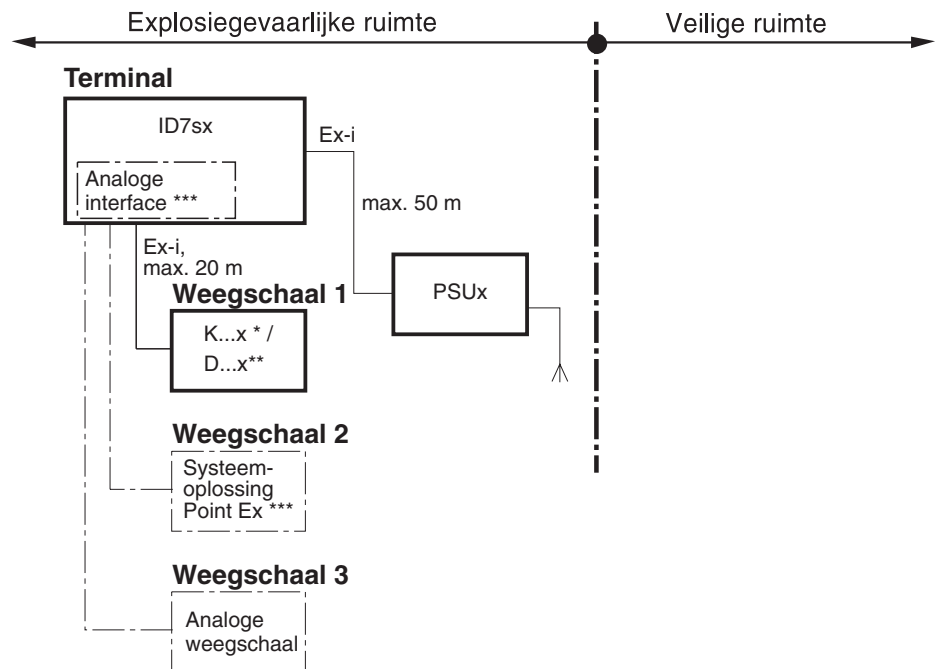 Explosiegevaarlijke ruimte
Veilige ruimte
Terminal
ID7sx
Analoge
interface ***
Ex-i
max. 50 m
Ex-i,
max. 20 m
PSUx
Weegschaal 1
K...x * /
D...x**
Weegschaal 2
Systeem-
oplossing
Point Ex ***
Weegschaal 3
Analoge
weegschaal